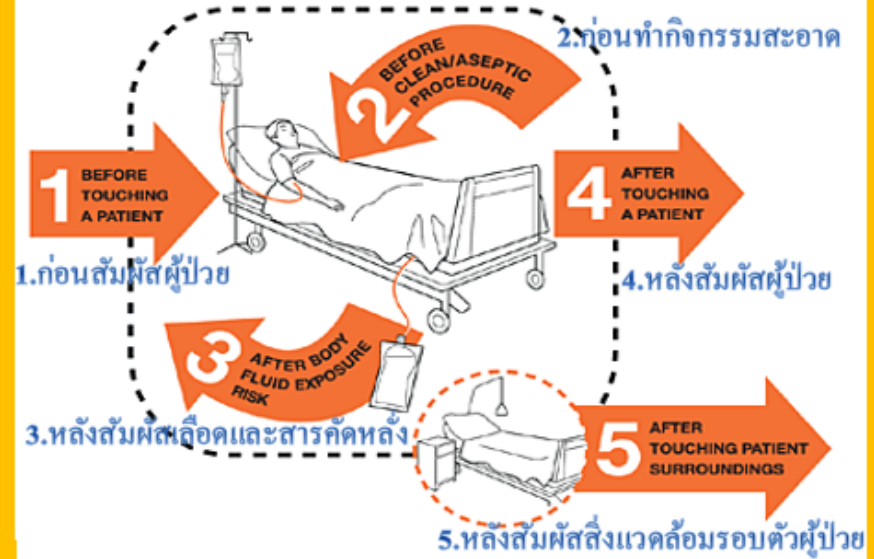 2.ก่อนทำกิจกรรมสะอาด
2
BEFORE
CLEAN/ASEPTIC
PROCEDURE
1
BEFORE
TOUCHING
A PATIENT
4
AFTER
TOUCHING
A PATIENT
1.ก่อนสัมผัสผู้ป่วย
4.หลังสัมผัสผู้ป่วย
3
AFTER BODY
FLUID EXPOSURE
RISK
3.หลังสัมผัสเลือดและสารคัดหลั่ง
5
AFTER
TOUCHING PATIENT
SURROUNDINGS
5.หลังสัมผัสสิ่งแวดล้อมรอบตัวผู้ป่วย